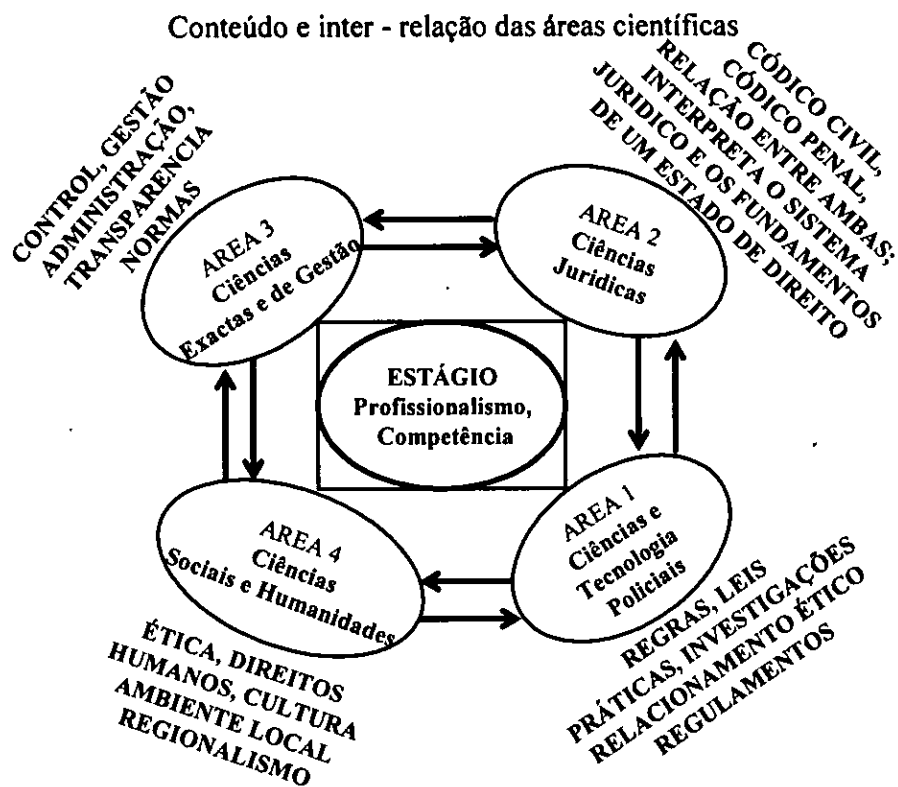 Conteúdo e inter - relação das áreas científicas
CONTROL, GESTÃO
ADMINISTRAÇÃO,
TRANSPARENCIA
NORMAS
CÓDICO CIVIL,
CÓDICO PENAL,
RELAÇÃO ENTRE AMBAS;
INTERPRETA O SISTEMA
JURIDICO E OS FUNDAMENTOS
DE UM ESTADO DE DIREITO
AREA 3
Ciências
Exactas e de Gestão
AREA 2
Ciências
Juridicas
ESTÁGIO
Profissionalismo,
Competência
AREA 4
Ciências
Sociais e Humanidades
AREA 1
Ciências e
Tecnologia
Policiais
ÉTICA, DIREITOS
HUMANOS, CULTURA
AMBIENTE LOCAL
REGIONALISMO
REGRAS, LEIS
PRÁTICAS, INVESTIGAÇÕES
RELACIONAMENTO ÉTICO
REGULAMENTOS